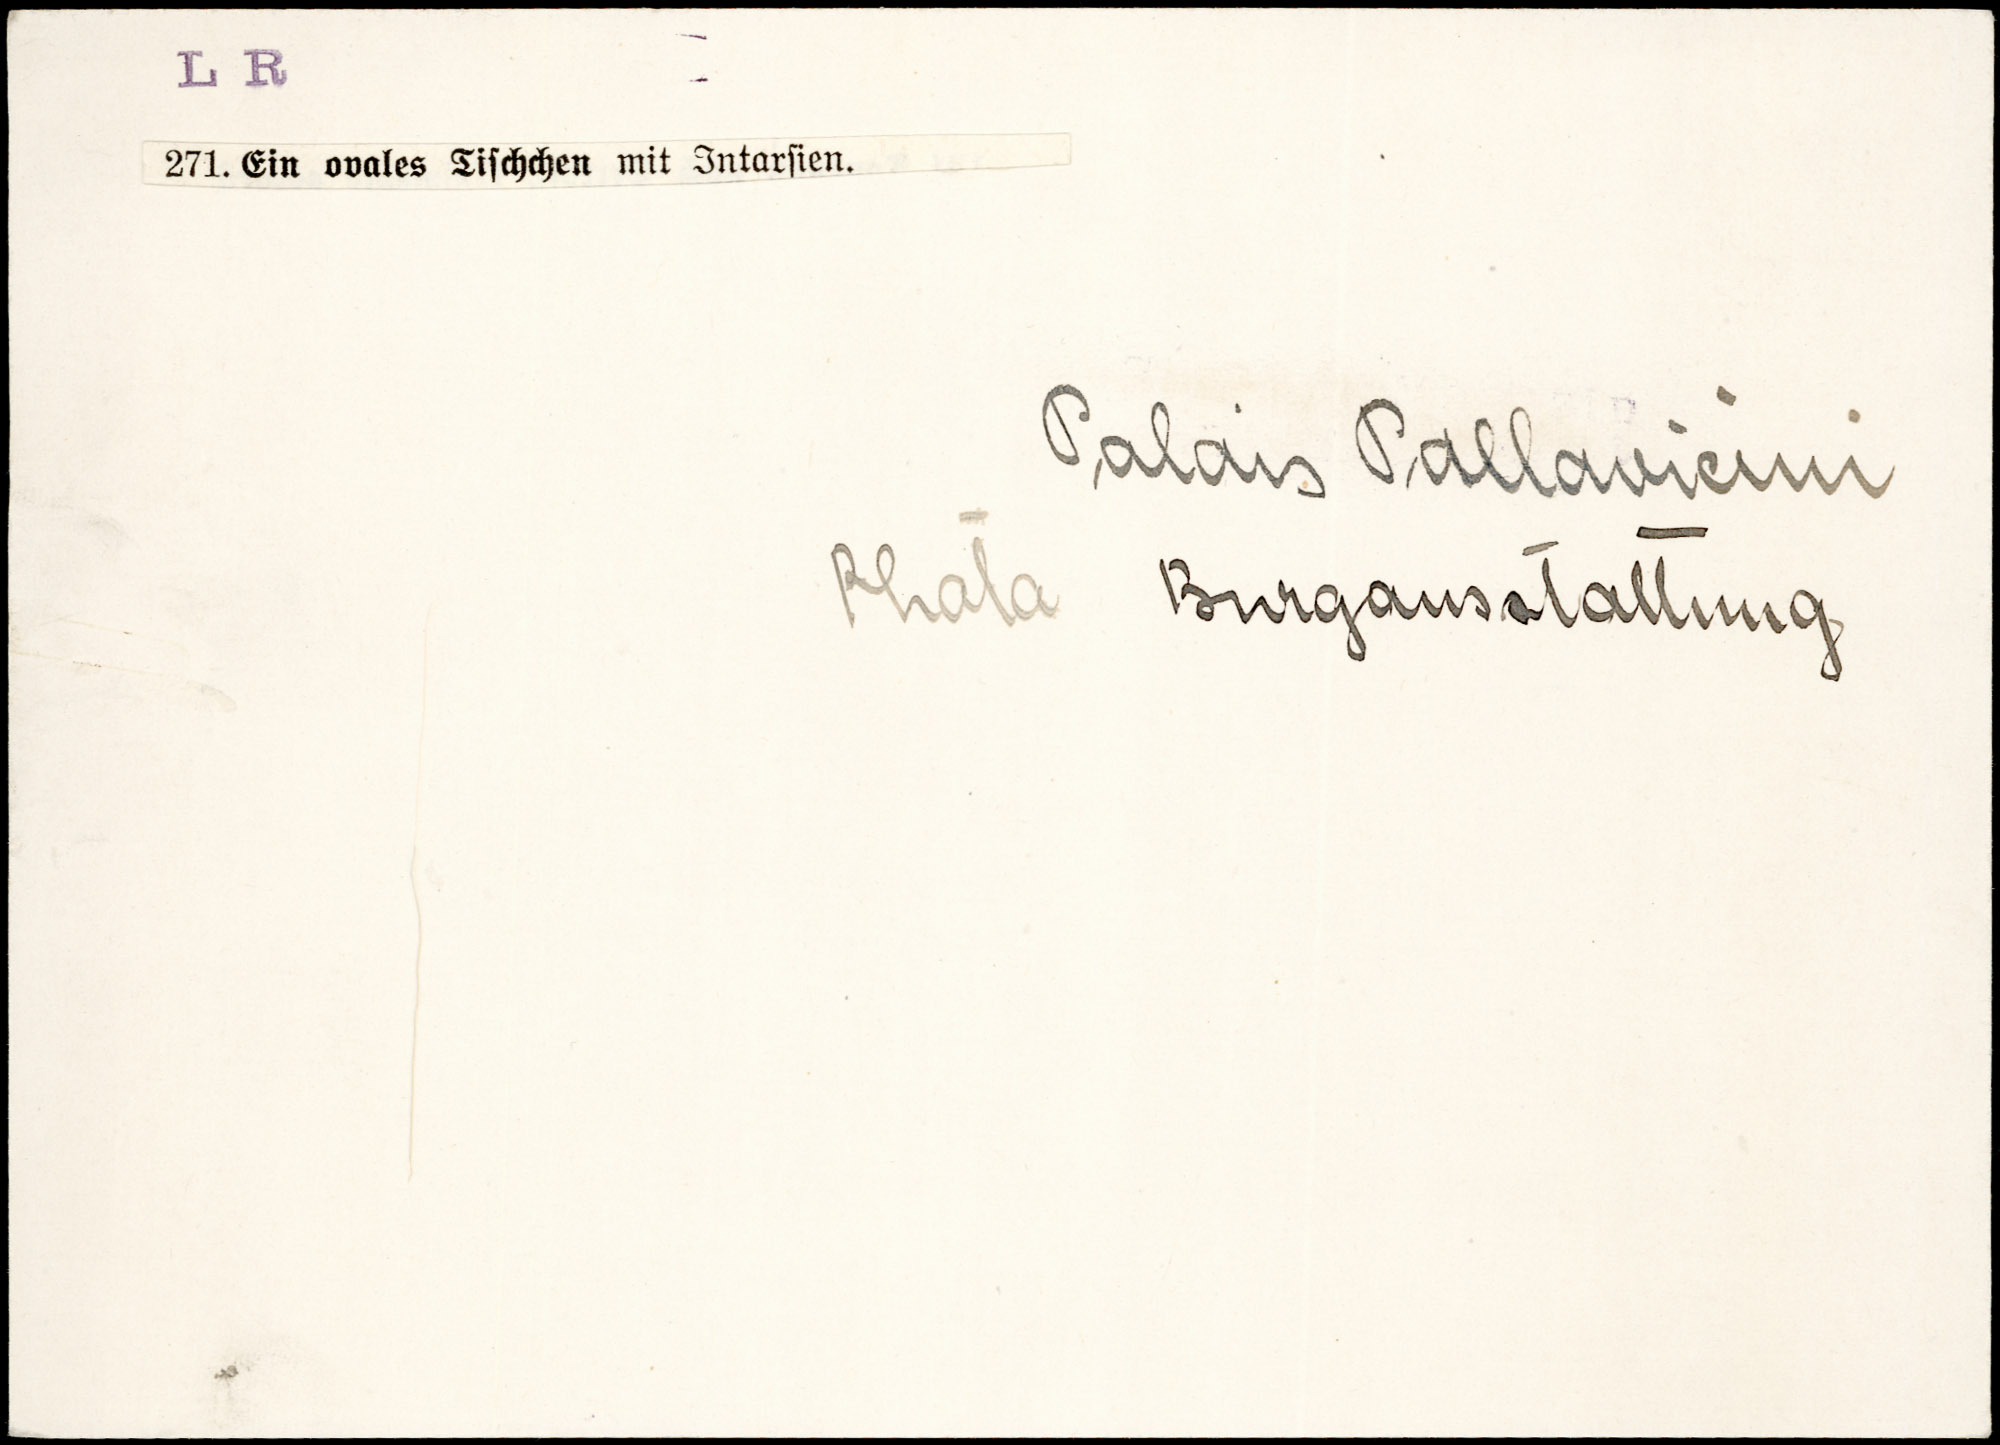 L R
271. Ein ovales Tiſchchen mit Intarſien.
Palais Pallavicini
Burgausstattung